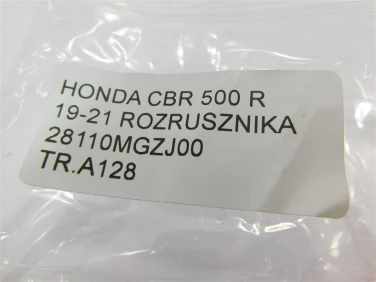 HONDA CBR 500 R
19-21 ROZRUSZNIKA
28110MGZJ00
TR.A128